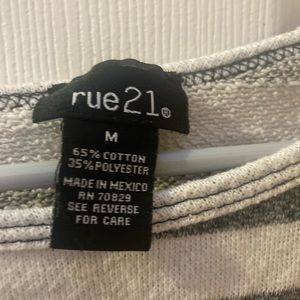 rue21®
M
65% COTTON
35% POLYESTER
MADE IN MEXICO
RN 70829
SEE REVERSE
FOR CARE